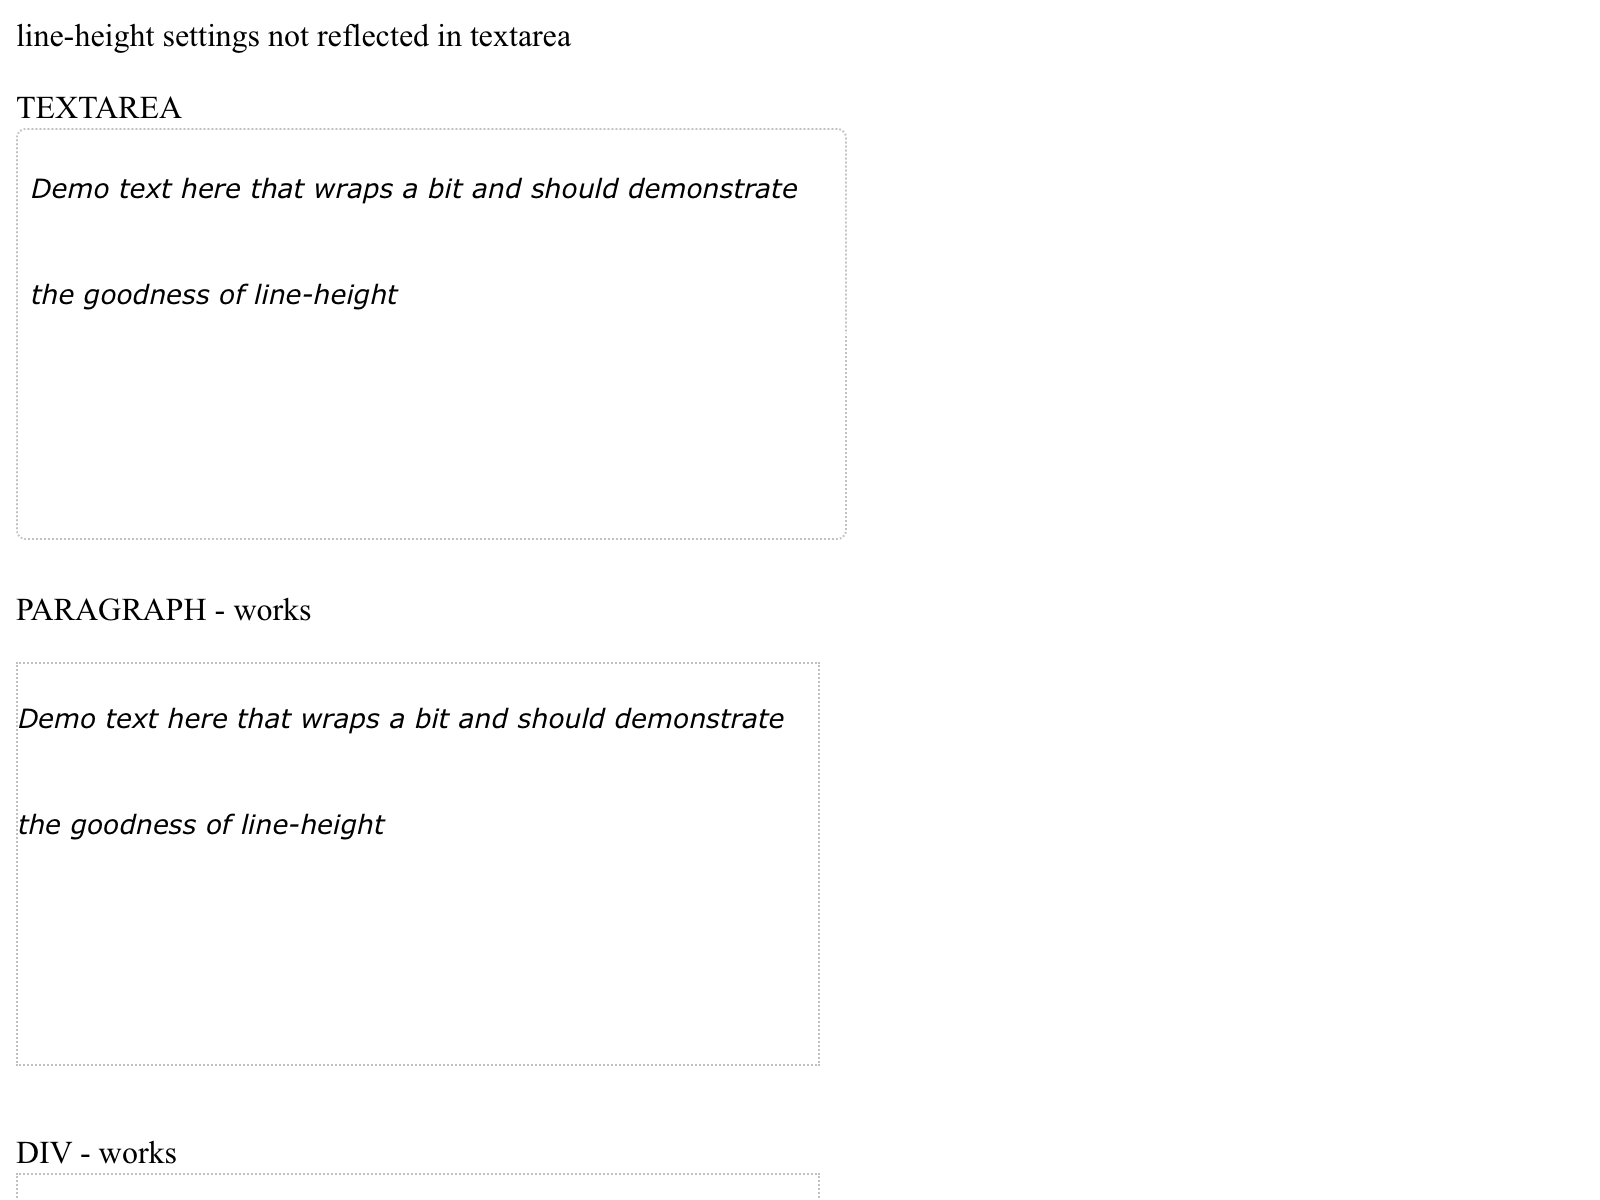 line-height settings not reflected in textarea
TEXTAREA
Demo text here that wraps a bit and should demonstrate
the goodness of line-height
PARAGRAPH - works
Demo text here that wraps a bit and should demonstrate
the goodness of line-height
DIV - works